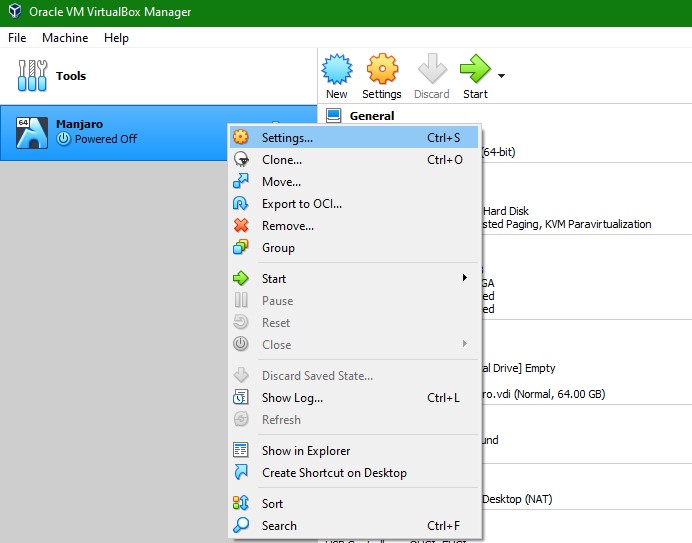 Oracle VM VirtualBox Manager
File Machine Help
Tools
New Settings Discard Start
64
Manjaro
Powered Off
General
Settings... Ctrl+S
Clone... Ctrl+O
(64-bit)
Move...
Export to OCI...
Hard Disk
Remove...
sted Paging, KVM Paravirtualization
Group
Start
GA
Pause
ed
Reset
ed
Close
al Drive] Empty
Discard Saved State...
Show Log... Ctrl+L
ro.vdi (Normal, 64.00 GB)
Refresh
und
Show in Explorer
Create Shortcut on Desktop
Sort
Desktop (NAT)
Search Ctrl+F